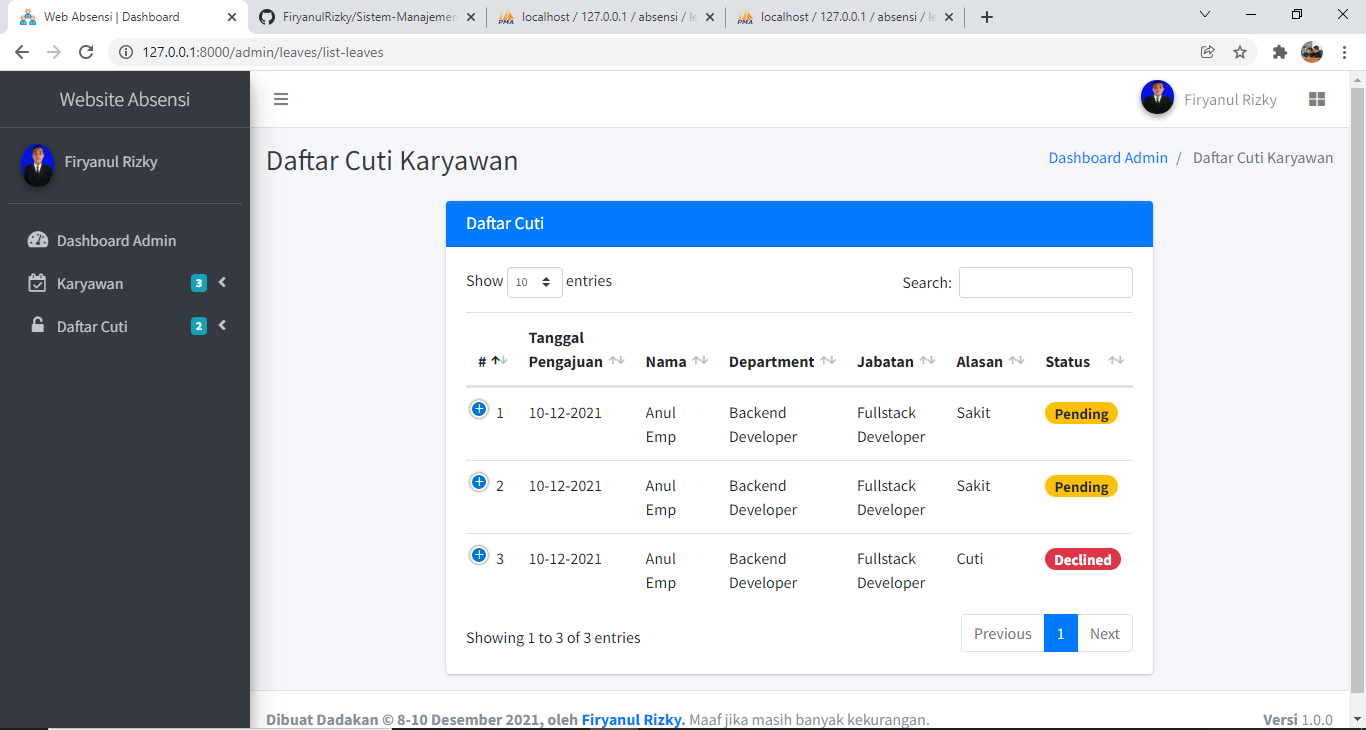 Web Absensi | Dashboard
FiryanulRizky/Sistem-Manajemen
localhost / 127.0.0.1 / absensi / le
localhost / 127.0.0.1 / absensi / le
127.0.0.1:8000/admin/leaves/list-leaves
Website Absensi
Firyanul Rizky
Firyanul Rizky
Daftar Cuti Karyawan
Dashboard Admin / Daftar Cuti Karyawan
Dashboard Admin
Karyawan 3
Daftar Cuti 2
Daftar Cuti
Show 10 entries
Search:
# Tanggal Pengajuan Nama Department Jabatan Alasan Status
1 10-12-2021 Anul Emp Backend Developer Fullstack Developer Sakit Pending
2 10-12-2021 Anul Emp Backend Developer Fullstack Developer Sakit Pending
3 10-12-2021 Anul Emp Backend Developer Fullstack Developer Cuti Declined
Showing 1 to 3 of 3 entries
Previous 1 Next
Dibuat Dadakan © 8-10 Desember 2021, oleh Firyanul Rizky. Maaf jika masih banyak kekurangan.
Versi 1.0.0